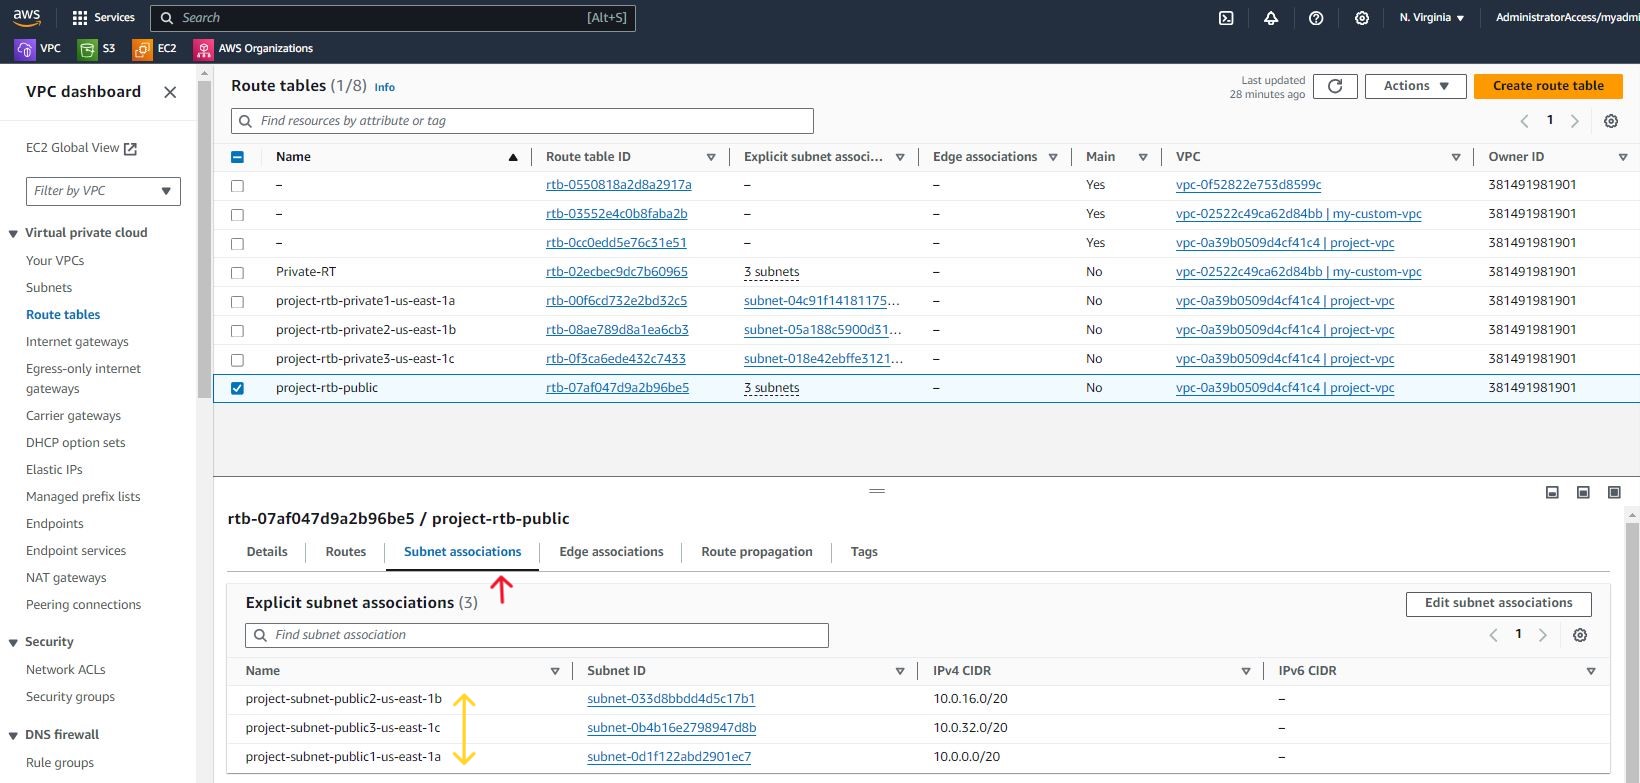 aws Services Search [Alt+S] N. Virginia AdministratorAccess/myadmi
VPC S3 EC2 AWS Organizations
VPC dashboard
EC2 Global View
Filter by VPC
Virtual private cloud
Your VPCs
Subnets
Route tables
Internet gateways
Egress-only internet
gateways
Carrier gateways
DHCP option sets
Elastic IPs
Managed prefix lists
Endpoints
Endpoint services
NAT gateways
Peering connections
Security
Network ACLs
Security groups
DNS firewall
Rule groups
Route tables (1/8) Info
Last updated
28 minutes ago
Actions
Create route table
Find resources by attribute or tag
1
Name Route table ID Explicit subnet associ... Edge associations Main VPC Owner ID
– rtb-0550818a2d8a2917a – – Yes vpc-0f52822e753d8599c 381491981901
– rtb-03552e4c0b8faba2b – – Yes vpc-02522c49ca62d84bb | my-custom-vpc 381491981901
– rtb-0cc0edd5e76c31e51 – – Yes vpc-0a39b0509d4cf41c4 | project-vpc 381491981901
Private-RT rtb-02ecbec9dc7b60965 3 subnets – No vpc-02522c49ca62d84bb | my-custom-vpc 381491981901
project-rtb-private1-us-east-1a rtb-00f6cd732e2bd32c5 subnet-04c91f14181175... – No vpc-0a39b0509d4cf41c4 | project-vpc 381491981901
project-rtb-private2-us-east-1b rtb-08ae789d8a1ea6cb3 subnet-05a188c5900d31... – No vpc-0a39b0509d4cf41c4 | project-vpc 381491981901
project-rtb-private3-us-east-1c rtb-0f3ca6ede432c7433 subnet-018e42ebffe3121... – No vpc-0a39b0509d4cf41c4 | project-vpc 381491981901
project-rtb-public rtb-07af047d9a2b96be5 3 subnets – No vpc-0a39b0509d4cf41c4 | project-vpc 381491981901
rtb-07af047d9a2b96be5 / project-rtb-public
Details Routes Subnet associations Edge associations Route propagation Tags
Explicit subnet associations (3)
Edit subnet associations
Find subnet association
1
Name Subnet ID IPv4 CIDR IPv6 CIDR
project-subnet-public2-us-east-1b subnet-033d8bbdd4d5c17b1 10.0.16.0/20 –
project-subnet-public3-us-east-1c subnet-0b4b16e2798947d8b 10.0.32.0/20 –
project-subnet-public1-us-east-1a subnet-0d1f122abd2901ec7 10.0.0.0/20 –